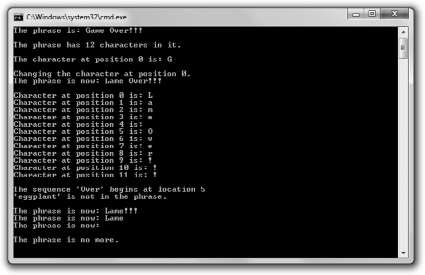 C:\Windows\system32\cmd.exe
The phrase is: Game Over!!!
The phrase has 12 characters in it.
The character at position 0 is: G
Changing the character at position 0.
The phrase is now: Lame Over!!!
Character at position 0 is: L
Character at position 1 is: a
Character at position 2 is: m
Character at position 3 is: e
Character at position 4 is:
Character at position 5 is: O
Character at position 6 is: v
Character at position 7 is: e
Character at position 8 is: r
Character at position 9 is: !
Character at position 10 is: !
Character at position 11 is: !
The sequence 'Over' begins at location 5
'eggplant' is not in the phrase.
The phrase is now: Lame!!!
The phrase is now: Lame
The phrase is now:
The phrase is no more.